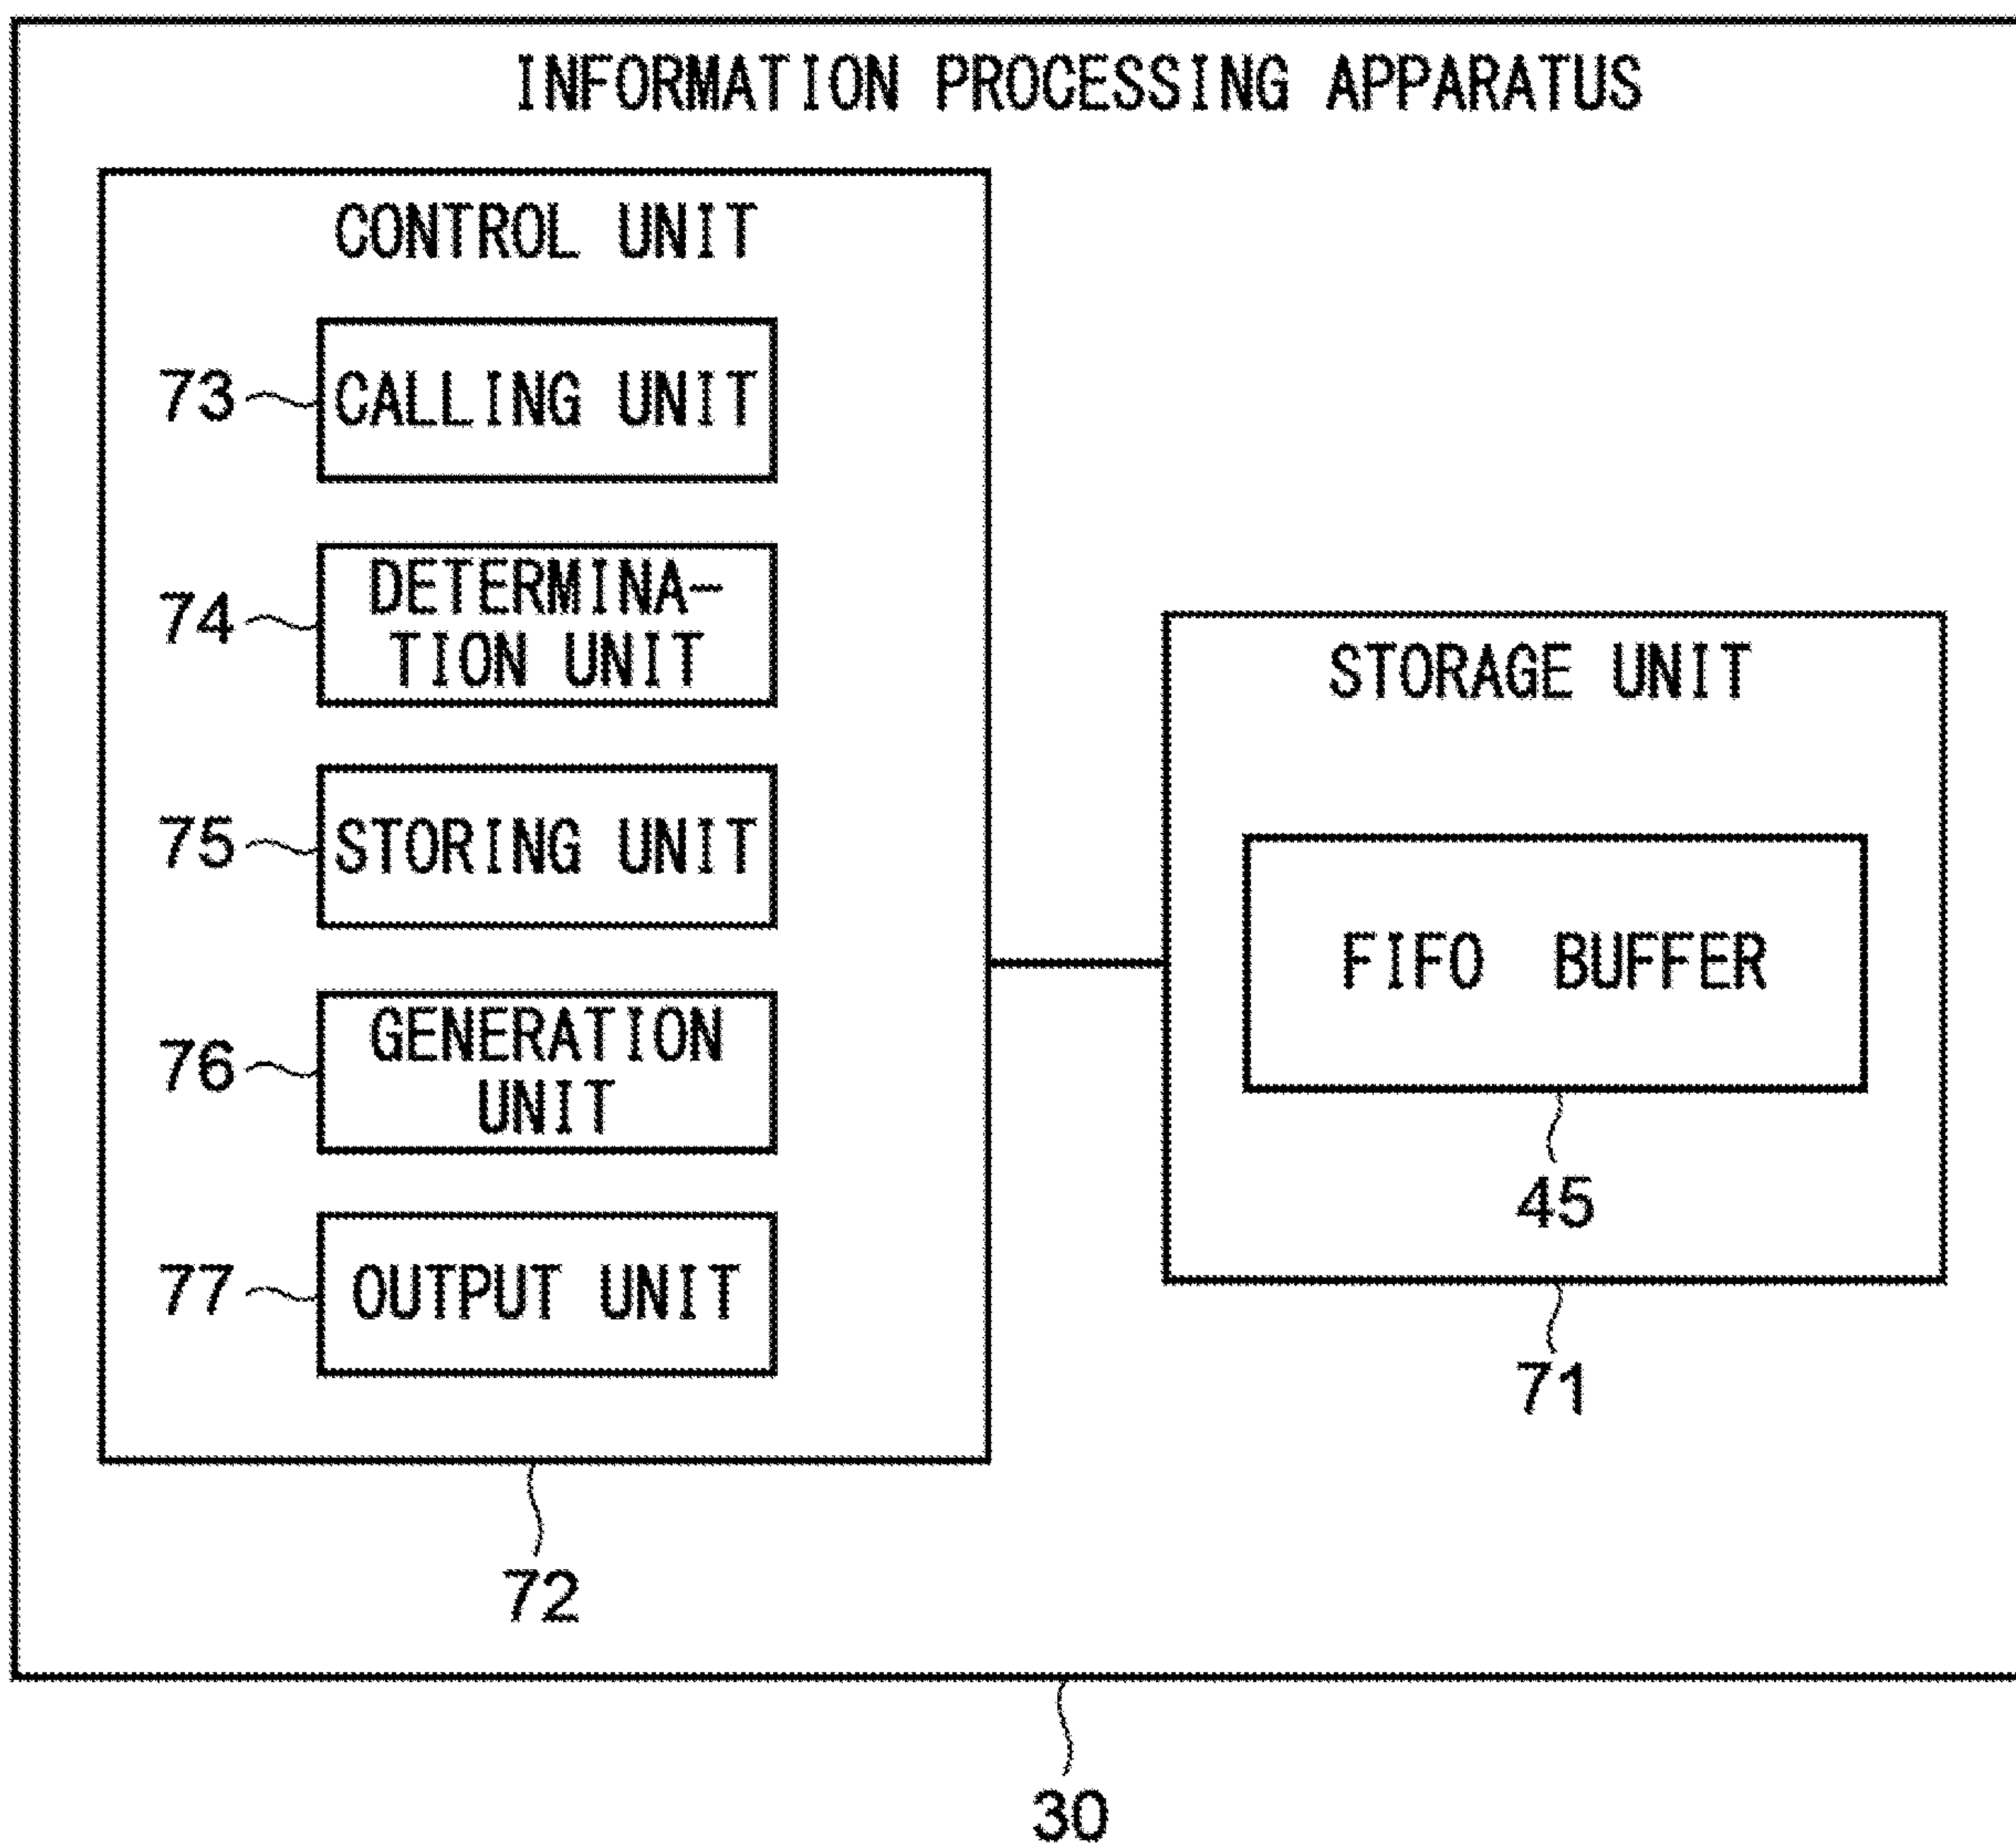 INFORMATION PROCESSING APPARATUS
CONTROL UNIT
73
CALLING UNIT
74
DETERMINA-
TION UNIT
75
STORING UNIT
76
GENERATION
UNIT
77
OUTPUT UNIT
72
STORAGE UNIT
FIFO BUFFER
45
71
30